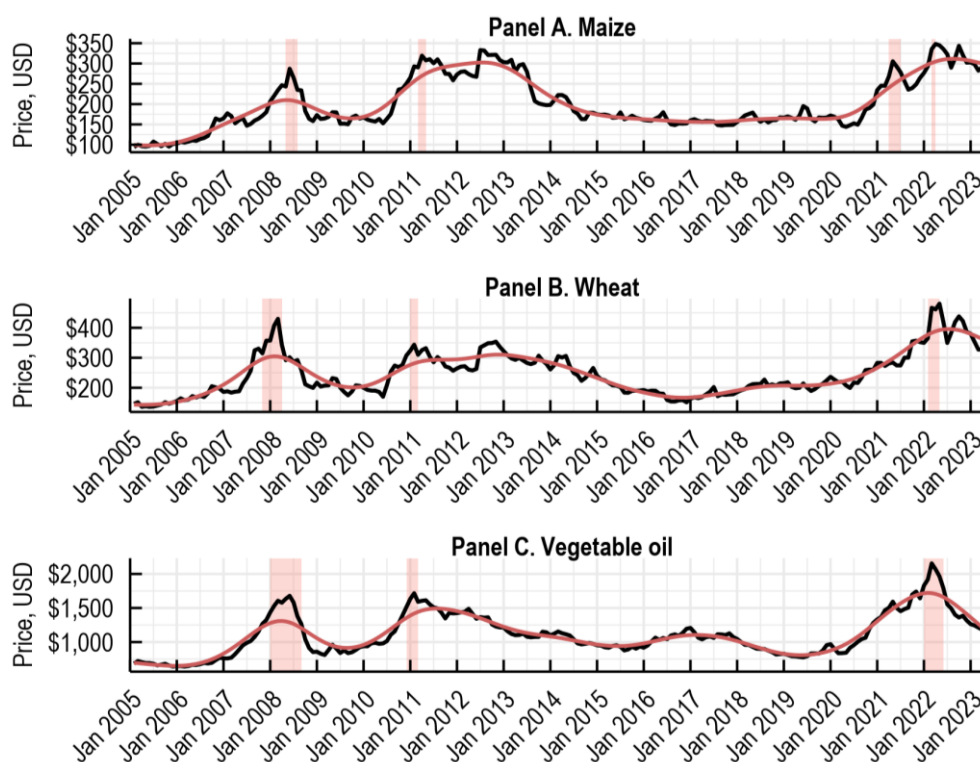 Panel A. Maize
Price, USD
$350
$300
$250
$200
$150
$100
Jan 2005
Jan 2006
Jan 2007
Jan 2008
Jan 2009
Jan 2010
Jan 2011
Jan 2012
Jan 2013
Jan 2014
Jan 2015
Jan 2016
Jan 2017
Jan 2018
Jan 2019
Jan 2020
Jan 2021
Jan 2022
Jan 2023
Panel B. Wheat
Price, USD
$400
$300
$200
Jan 2005
Jan 2006
Jan 2007
Jan 2008
Jan 2009
Jan 2010
Jan 2011
Jan 2012
Jan 2013
Jan 2014
Jan 2015
Jan 2016
Jan 2017
Jan 2018
Jan 2019
Jan 2020
Jan 2021
Jan 2022
Jan 2023
Panel C. Vegetable oil
Price, USD
$2,000
$1,500
$1,000
Jan 2005
Jan 2006
Jan 2007
Jan 2008
Jan 2009
Jan 2010
Jan 2011
Jan 2012
Jan 2013
Jan 2014
Jan 2015
Jan 2016
Jan 2017
Jan 2018
Jan 2019
Jan 2020
Jan 2021
Jan 2022
Jan 2023